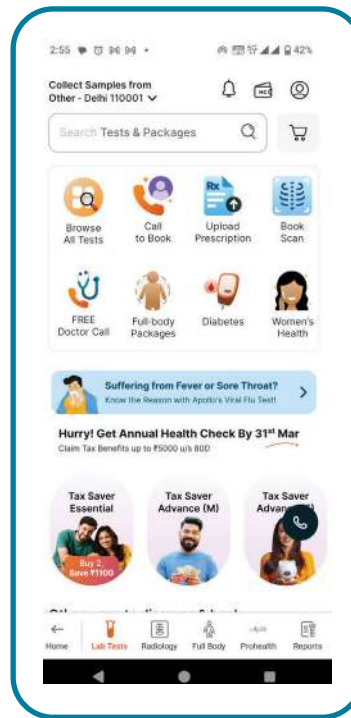 2:55
42%
Collect Samples from
Other - Delhi 110001
Search Tests & Packages
Rx
Browse
All Tests
Call
to Book
Upload
Prescription
Book
Scan
FREE
Doctor Call
Full-body
Packages
Diabetes
Women's
Health
Suffering from Fever or Sore Throat?
Know the Reason with Apollo's Viral Flu Test!
Hurry! Get Annual Health Check By 31st Mar
Claim Tax Benefits up to ₹5000 u/s 80D
Tax Saver
Essential
Buy 2,
Save ₹1100
Tax Saver
Advance (M)
Tax Saver
Home
Lab Tests
Radiology
Full Body
Prohealth
Reports